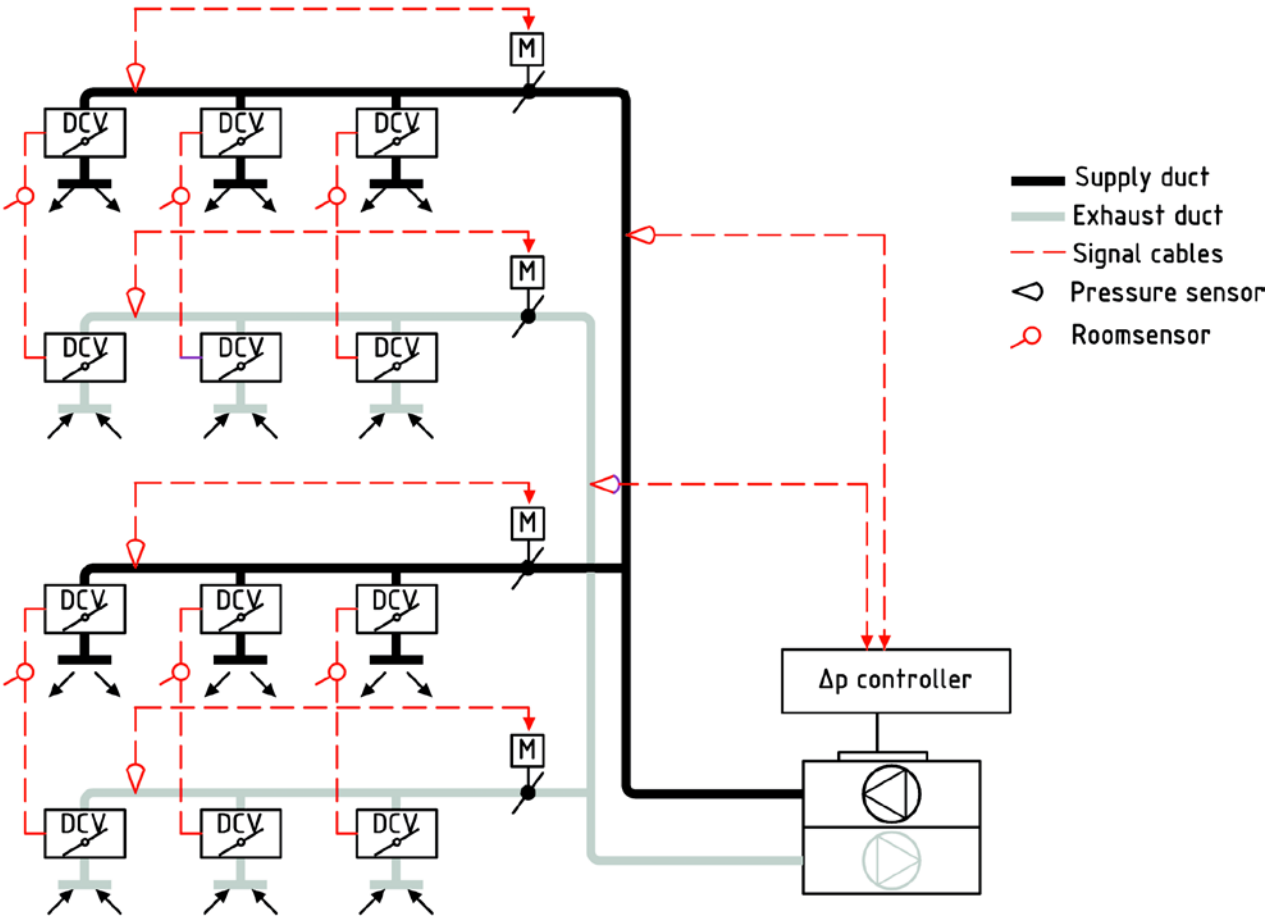 M
DCV DCV DCV
Supply duct
Exhaust duct
Signal cables
M
Pressure sensor
Roomsensor
DCV DCV DCV
M
DCV DCV DCV
Δp controller
M
DCV DCV DCV